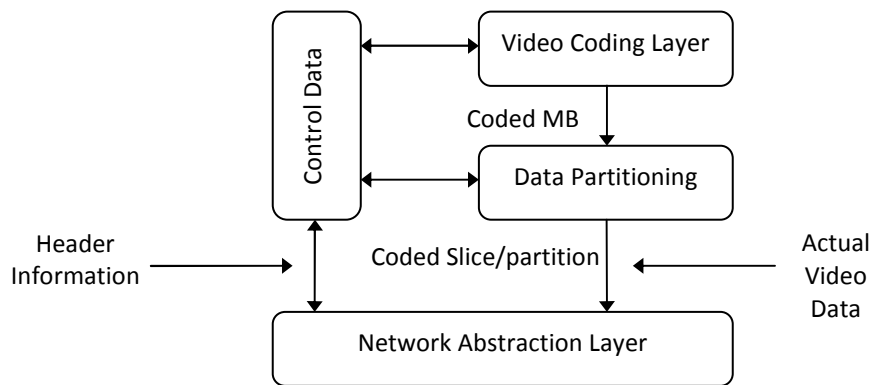 Video Coding Layer
Control Data
Coded MB
Data Partitioning
Header
Information
Coded Slice/partition
Actual
Video
Data
Network Abstraction Layer